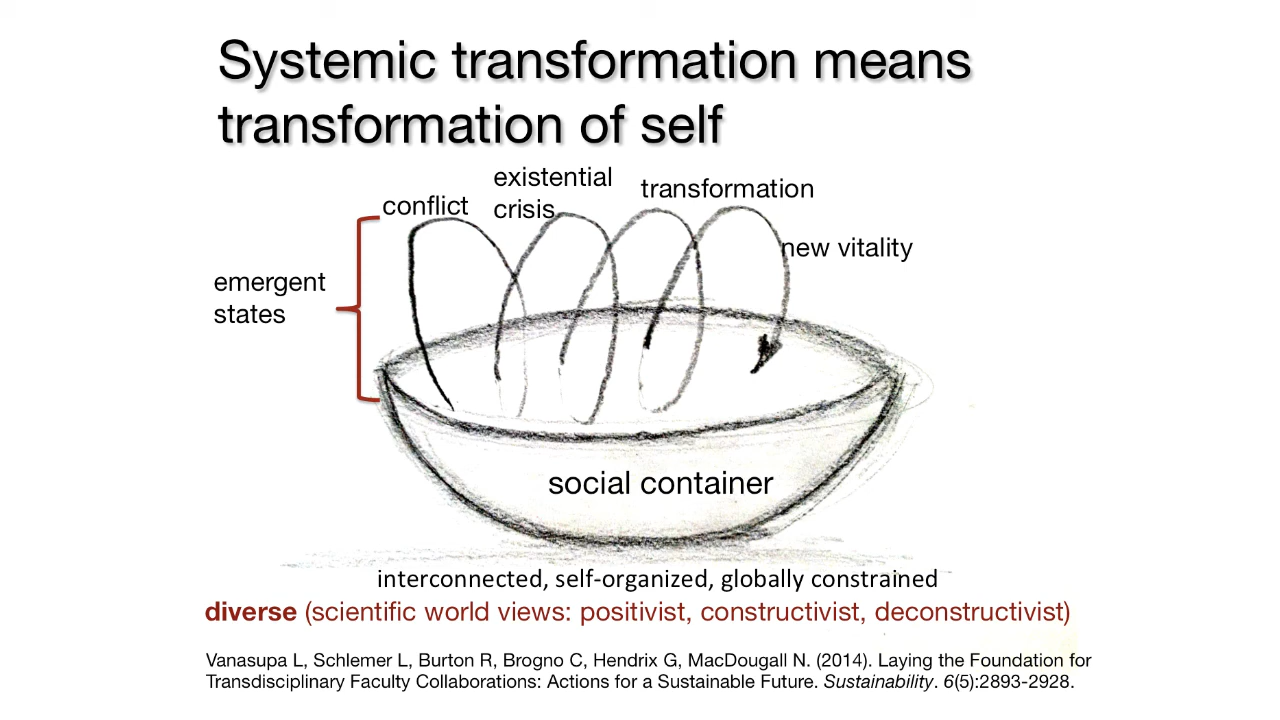 Systemic transformation means
transformation of self
existential
crisis
transformation
conflict
new vitality
emergent
states
social container
interconnected, self-organized, globally constrained
diverse (scientific world views: positivist, constructivist, deconstructivist)
Vanasupa L, Schlemer L, Burton R, Brogno C, Hendrix G, MacDougall N. (2014). Laying the Foundation for
Transdisciplinary Faculty Collaborations: Actions for a Sustainable Future. Sustainability. 6(5):2893-2928.